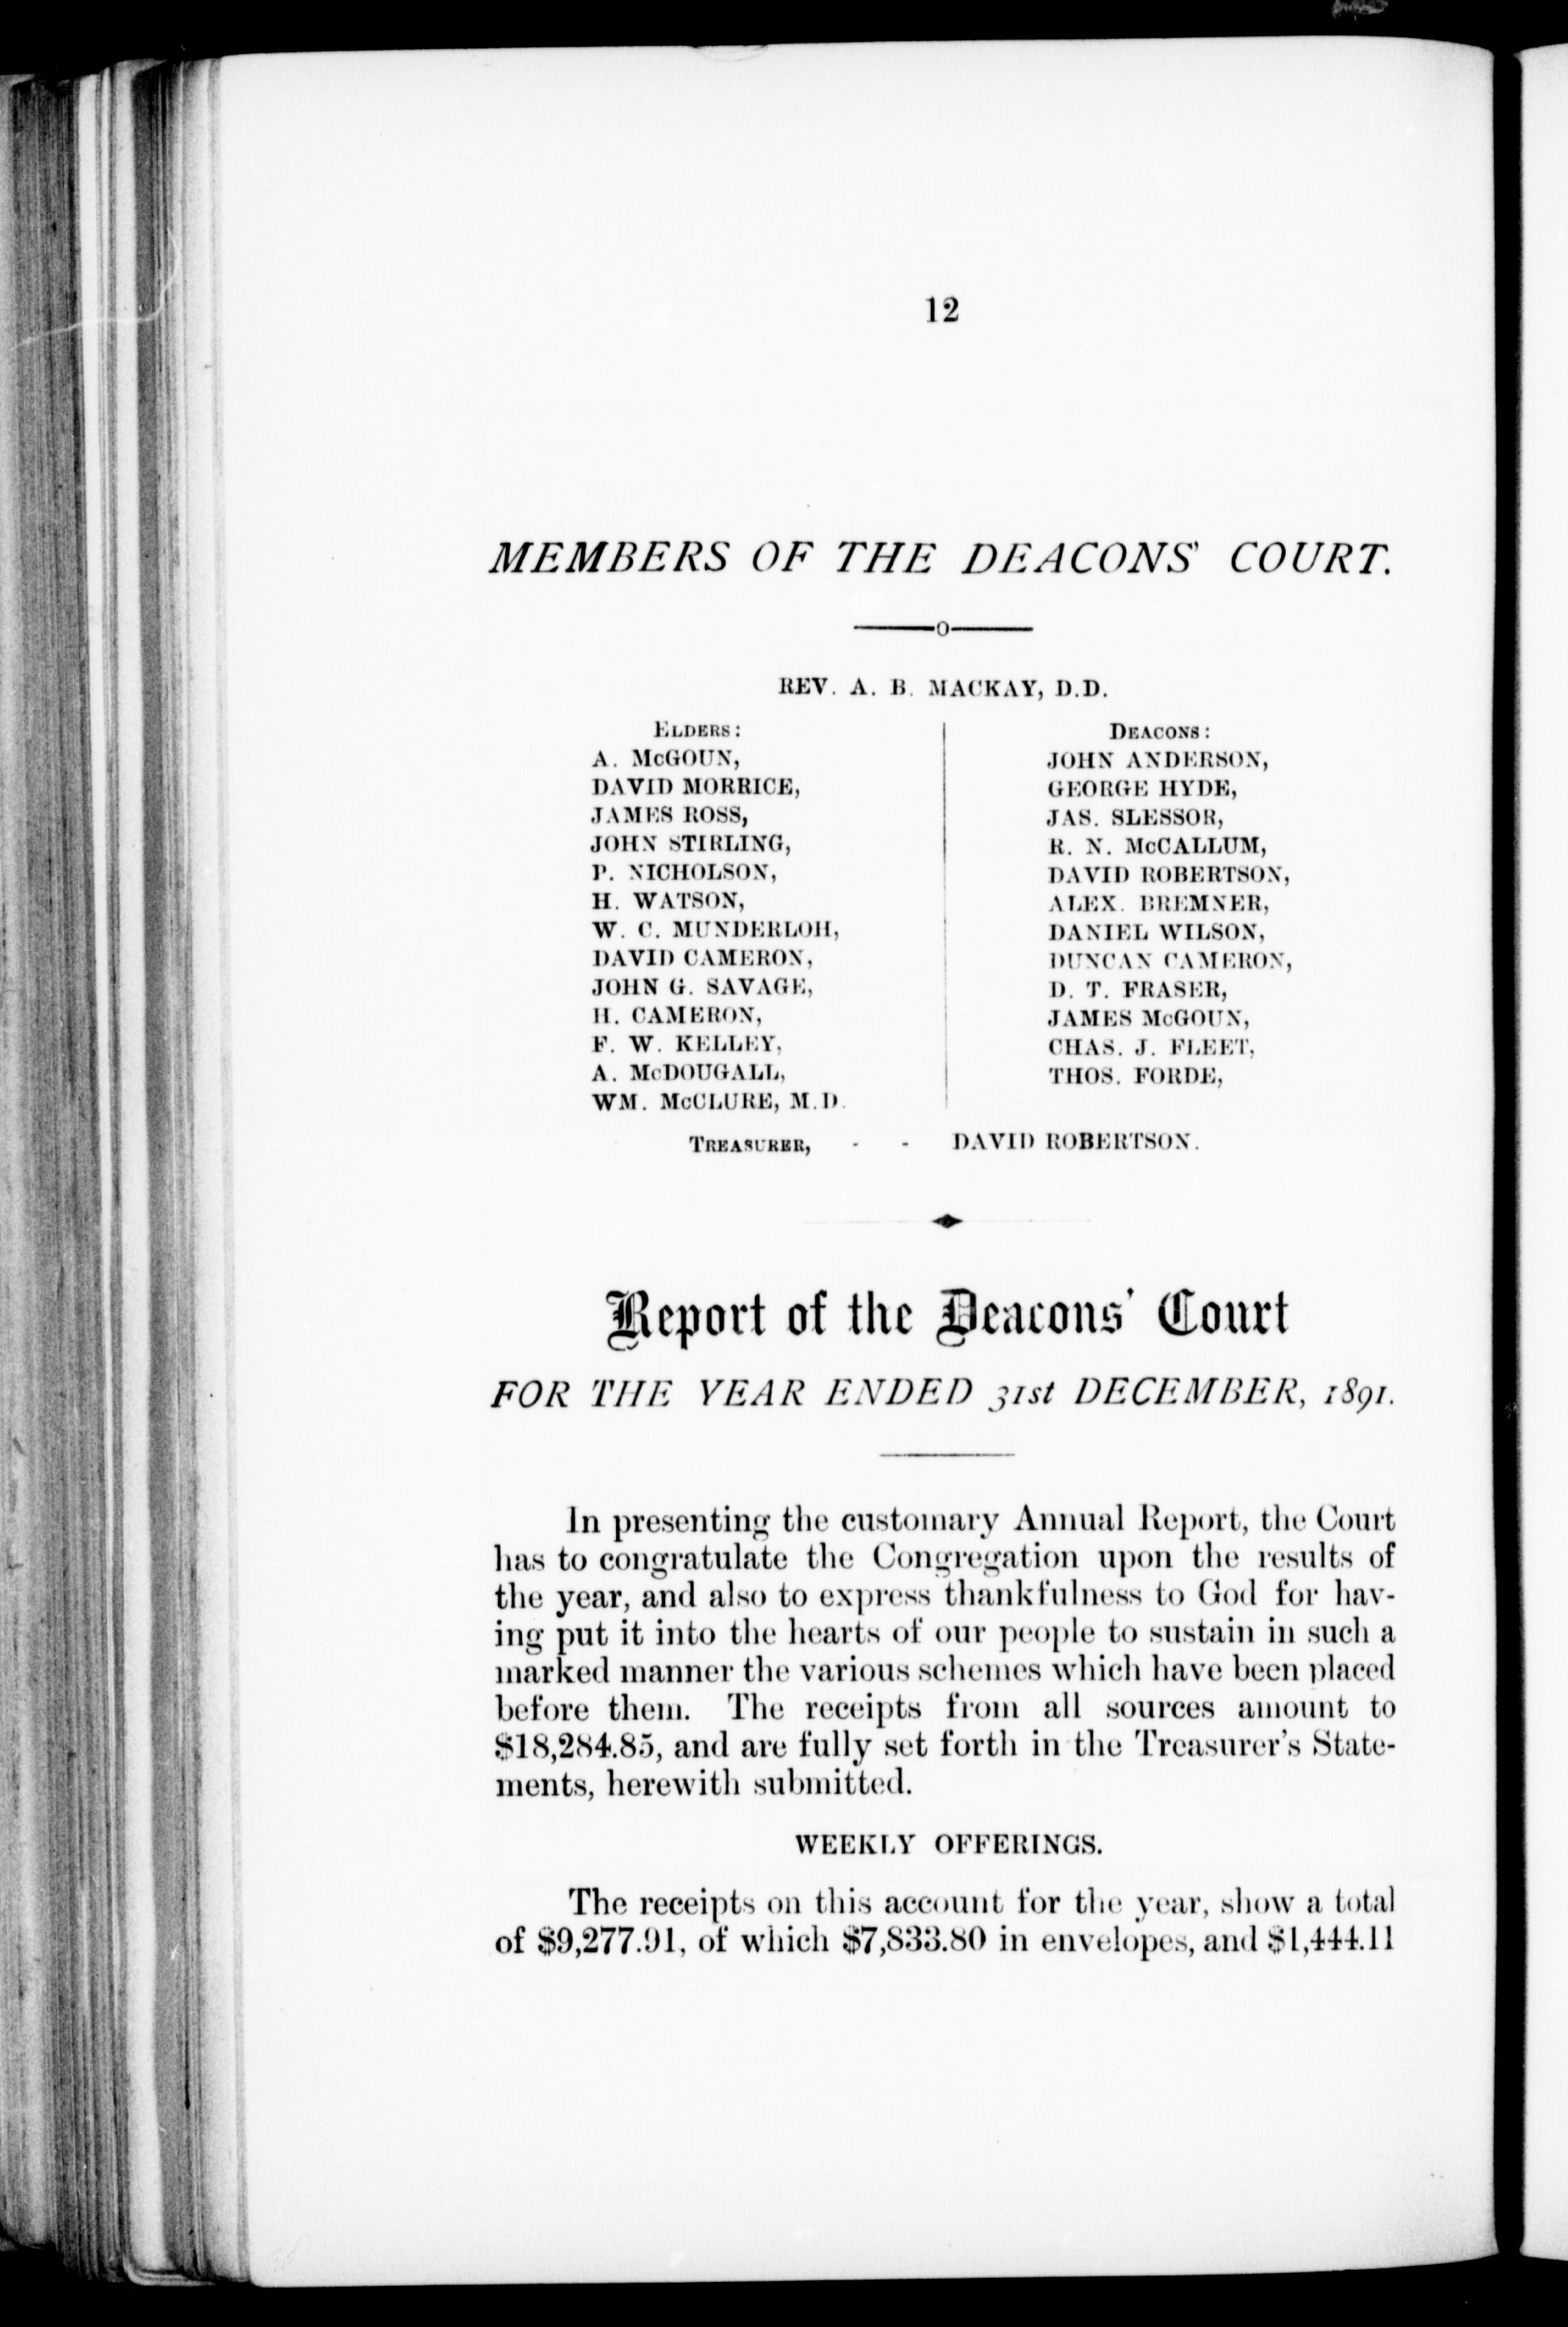 12
MEMBERS OF THE DEACONS' COURT.
o
REV. A. B. MACKAY, D.D.
ELDERS:
A. McGOUN,
DAVID MORRICE,
JAMES ROSS,
JOHN STIRLING,
P. NICHOLSON,
H. WATSON,
W. C. MUNDERLOH,
DAVID CAMERON,
JOHN G. SAVAGE,
H. CAMERON,
F. W. KELLEY,
A. McDOUGALL,
WM. McCLURE, M.D.
DEACONS:
JOHN ANDERSON,
GEORGE HYDE,
JAS. SLESSOR,
R. N. McCALLUM,
DAVID ROBERTSON,
ALEX. BREMNER,
DANIEL WILSON,
DUNCAN CAMERON,
D. T. FRASER,
JAMES McGOUN,
CHAS. J. FLEET,
THOS. FORDE,
TREASURER, - - DAVID ROBERTSON.
Report of the Deacons' Court
FOR THE YEAR ENDED 31st DECEMBER, 1891.
In presenting the customary Annual Report, the Court
has to congratulate the Congregation upon the results of
the year, and also to express thankfulness to God for hav-
ing put it into the hearts of our people to sustain in such a
marked manner the various schemes which have been placed
before them. The receipts from all sources amount to
$18,284.85, and are fully set forth in the Treasurer's State-
ments, herewith submitted.
WEEKLY OFFERINGS.
The receipts on this account for the year, show a total
of $9,277.91, of which $7,833.80 in envelopes, and $1,444.11